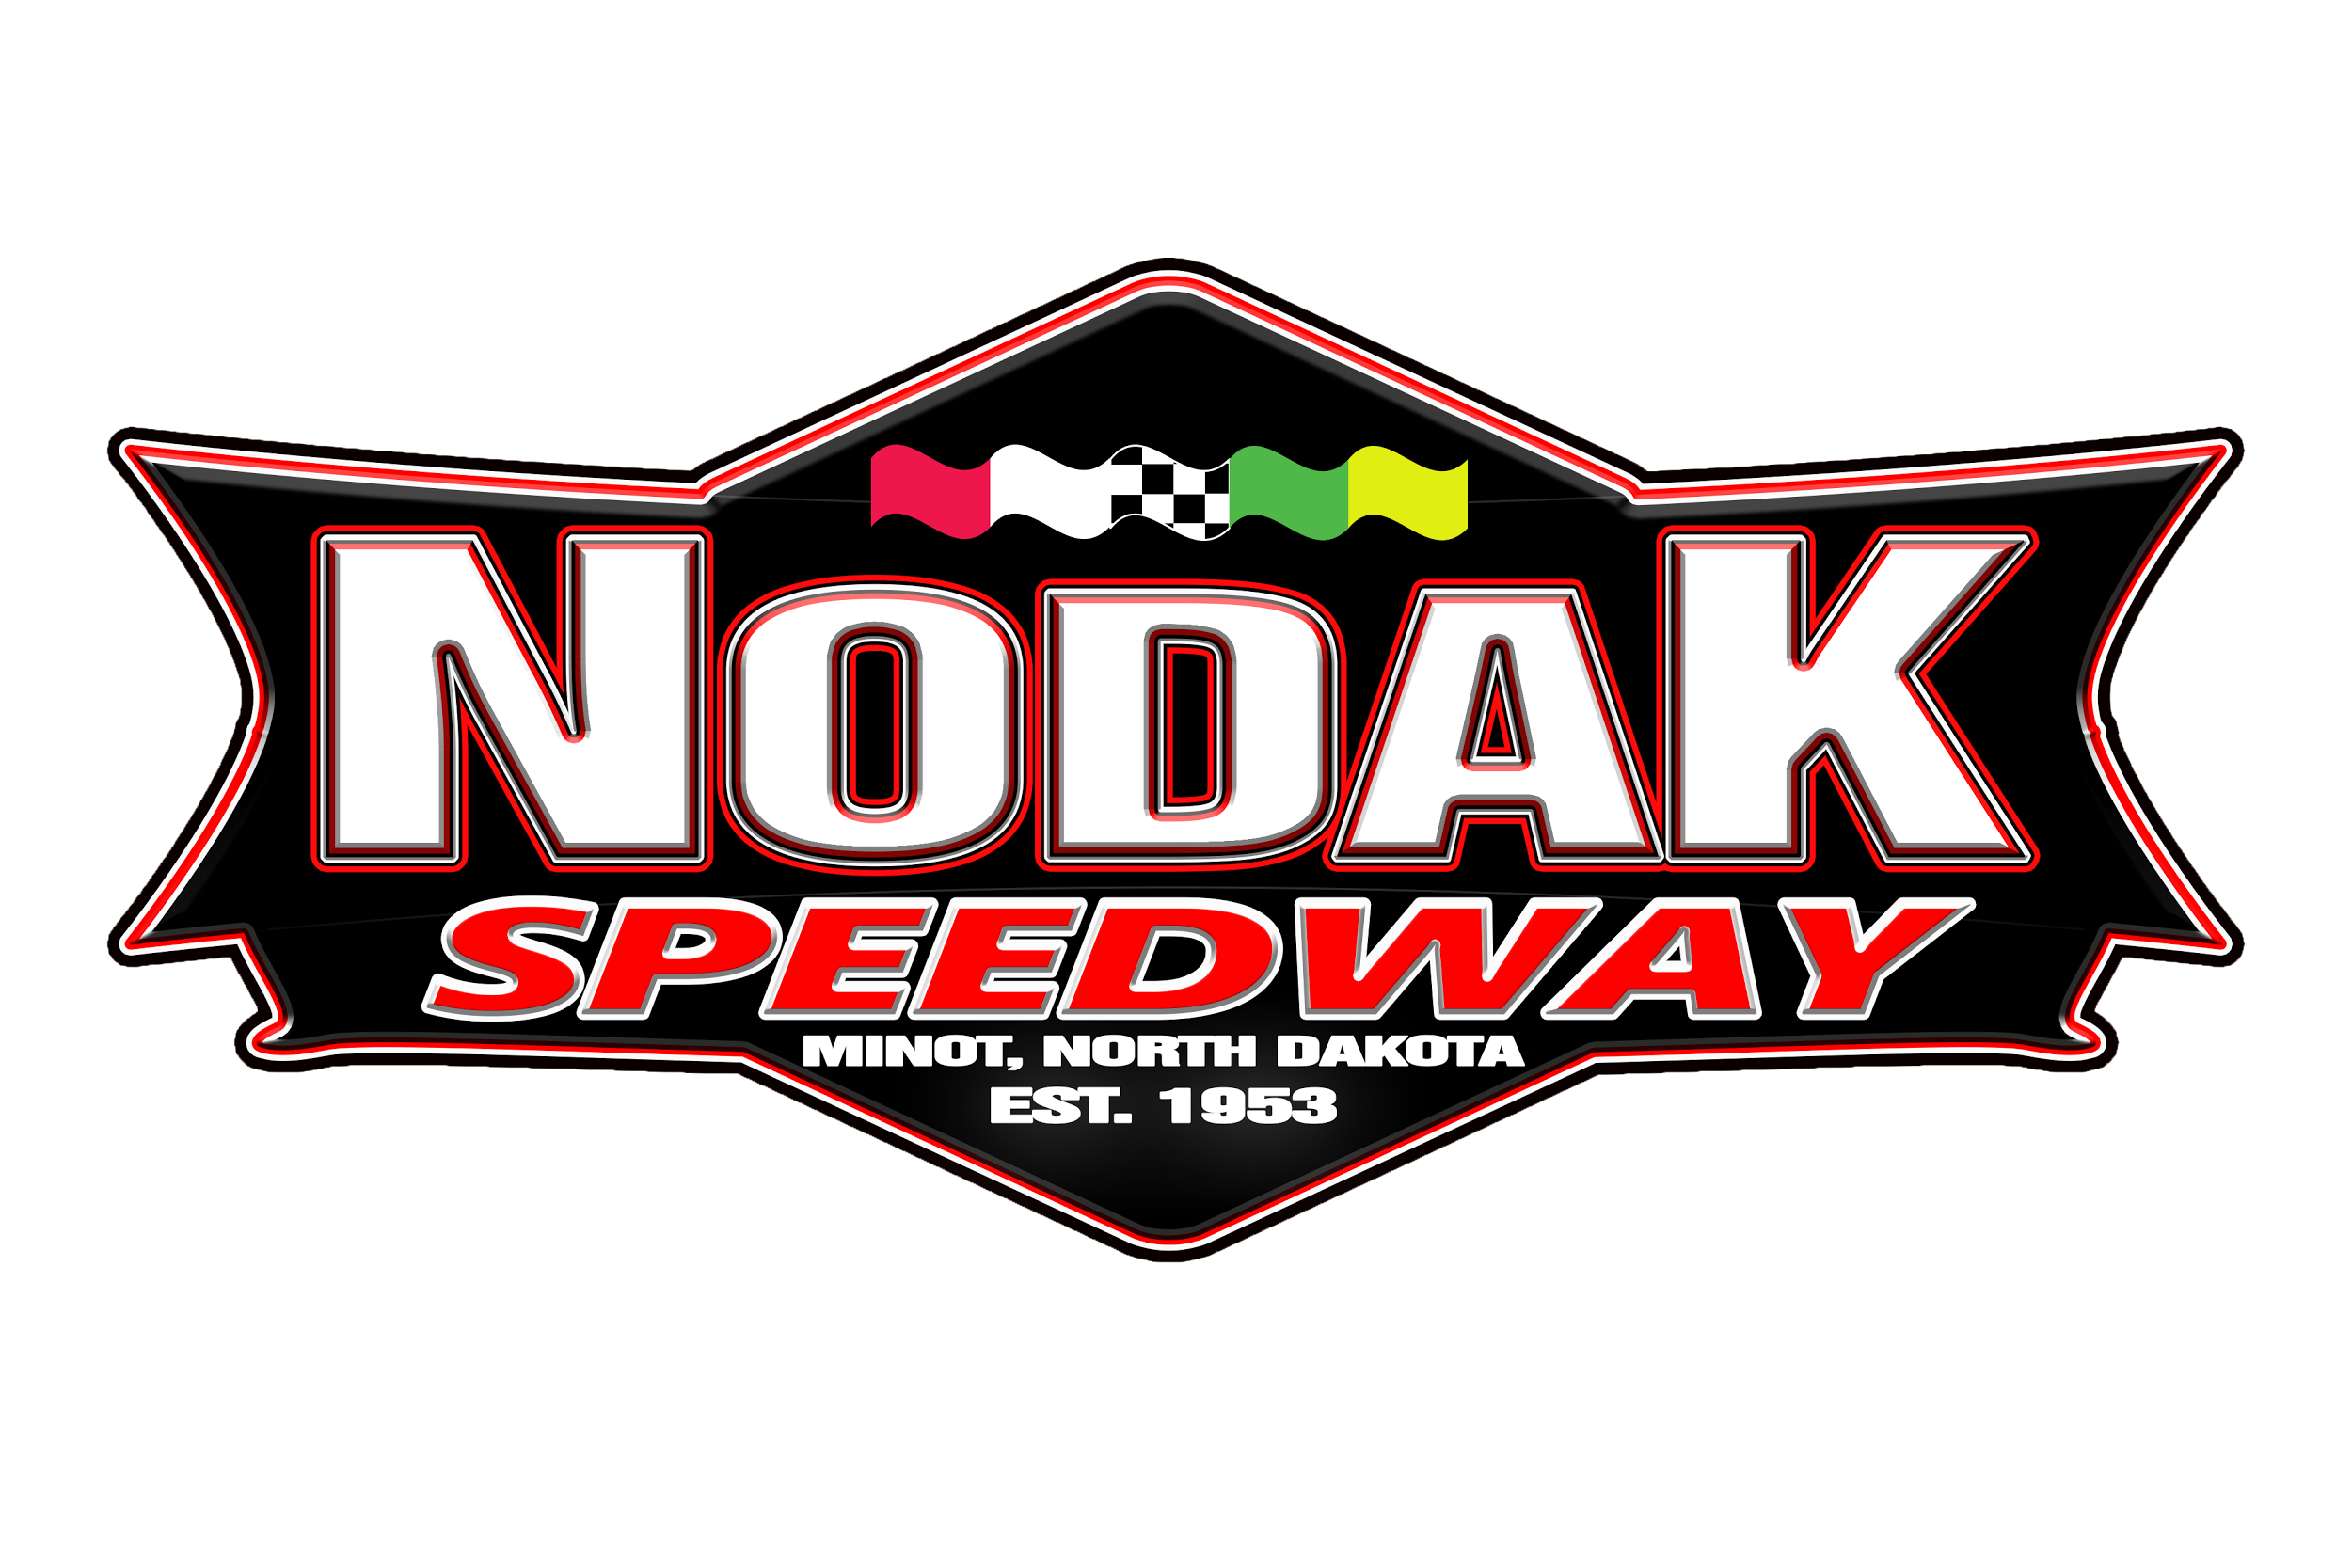 NODAK
SPEEDWAY
MINOT, NORTH DAKOTA
EST. 1953